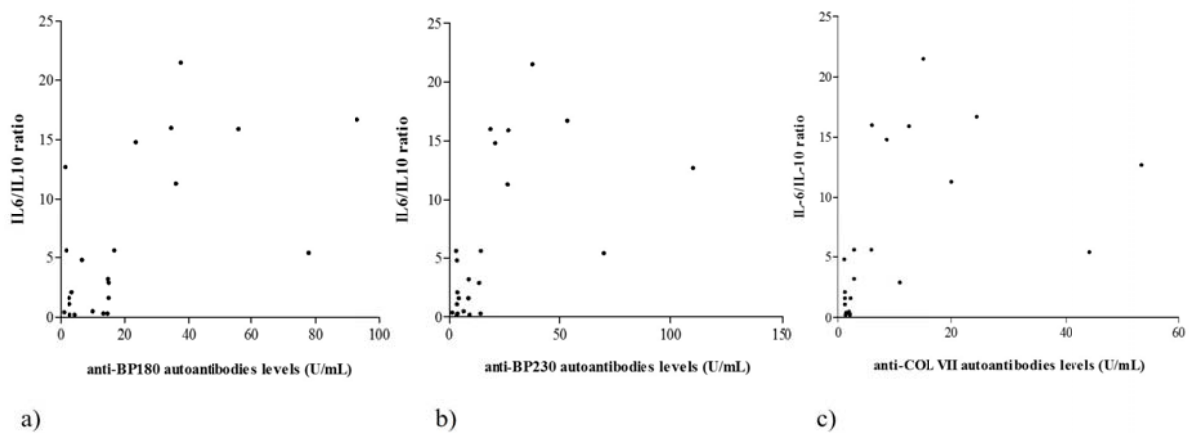 25
20
15
10
5
0
IL6/IL10 ratio
0 20 40 60 80 100
anti-BP180 autoantibodies levels (U/mL)
a)
25
20
15
10
5
0
IL6/IL10 ratio
0 50 100 150
anti-BP230 autoantibodies levels (U/mL)
b)
25
20
15
10
5
0
IL-6/IL-10 ratio
0 20 40 60
anti-COL VII autoantibodies levels (U/mL)
c)